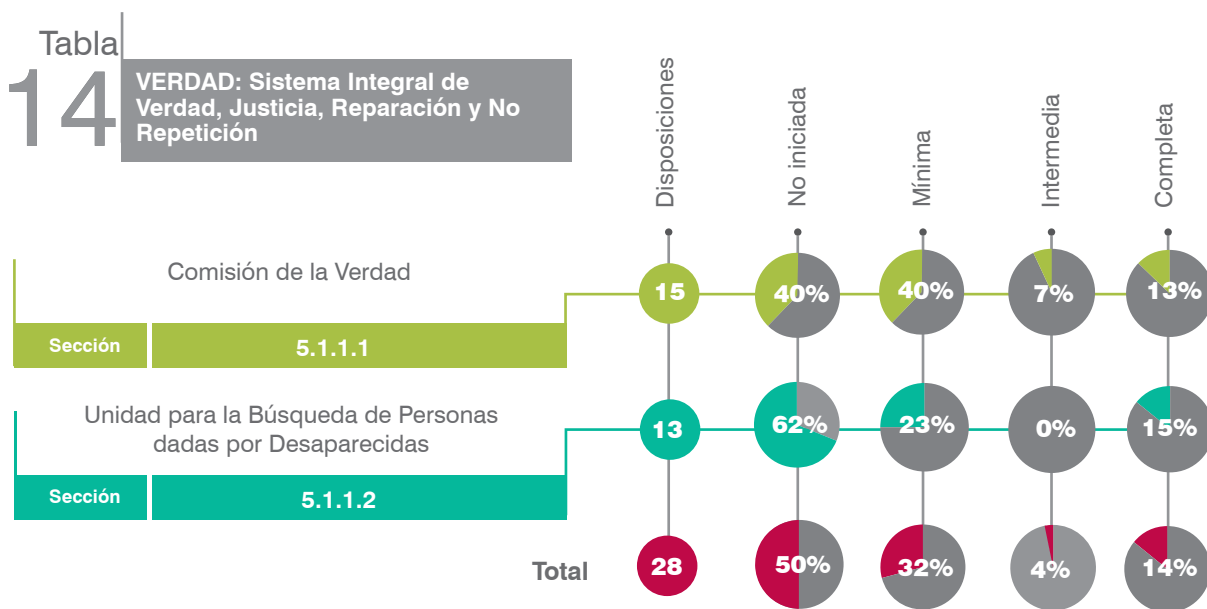 Tabla
14
VERDAD: Sistema Integral de
Verdad, Justicia, Reparación y No
Repetición
Disposiciones
No iniciada
Mínima
Intermedia
Completa
Comisión de la Verdad
Sección
5.1.1.1
15
40%
40%
7%
13%
Unidad para la Búsqueda de Personas
dadas por Desaparecidas
Sección
5.1.1.2
13
62%
23%
0%
15%
Total
28
50%
32%
4%
14%